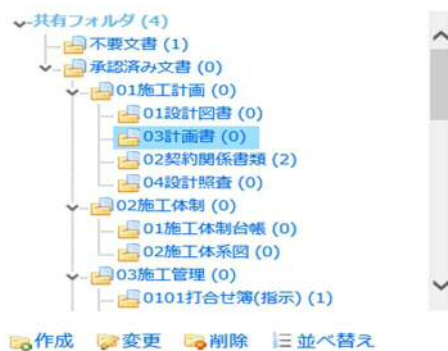 共有フォルダ (4)
不要文書 (1)
承認済み文書 (0)
01施工計画 (0)
01設計図書 (0)
03計画書 (0)
02契約関係書類 (2)
04設計照査 (0)
02施工体制 (0)
01施工体制台帳 (0)
02施工体系図 (0)
03施工管理 (0)
0101打合せ簿(指示) (1)
作成 変更 削除 並べ替え